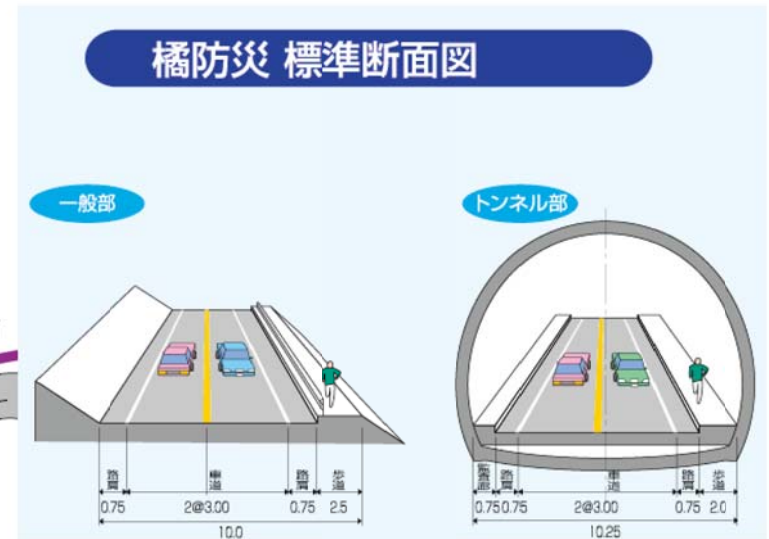 橘防災 標準断面図
一般部
トンネル部
路肩 車道 路肩 歩道
0.75 2@3.00 0.75 2.5
10.0
監査廊 路肩 車道 路肩 歩道
0.75 0.75 2@3.00 0.75 2.0
10.25